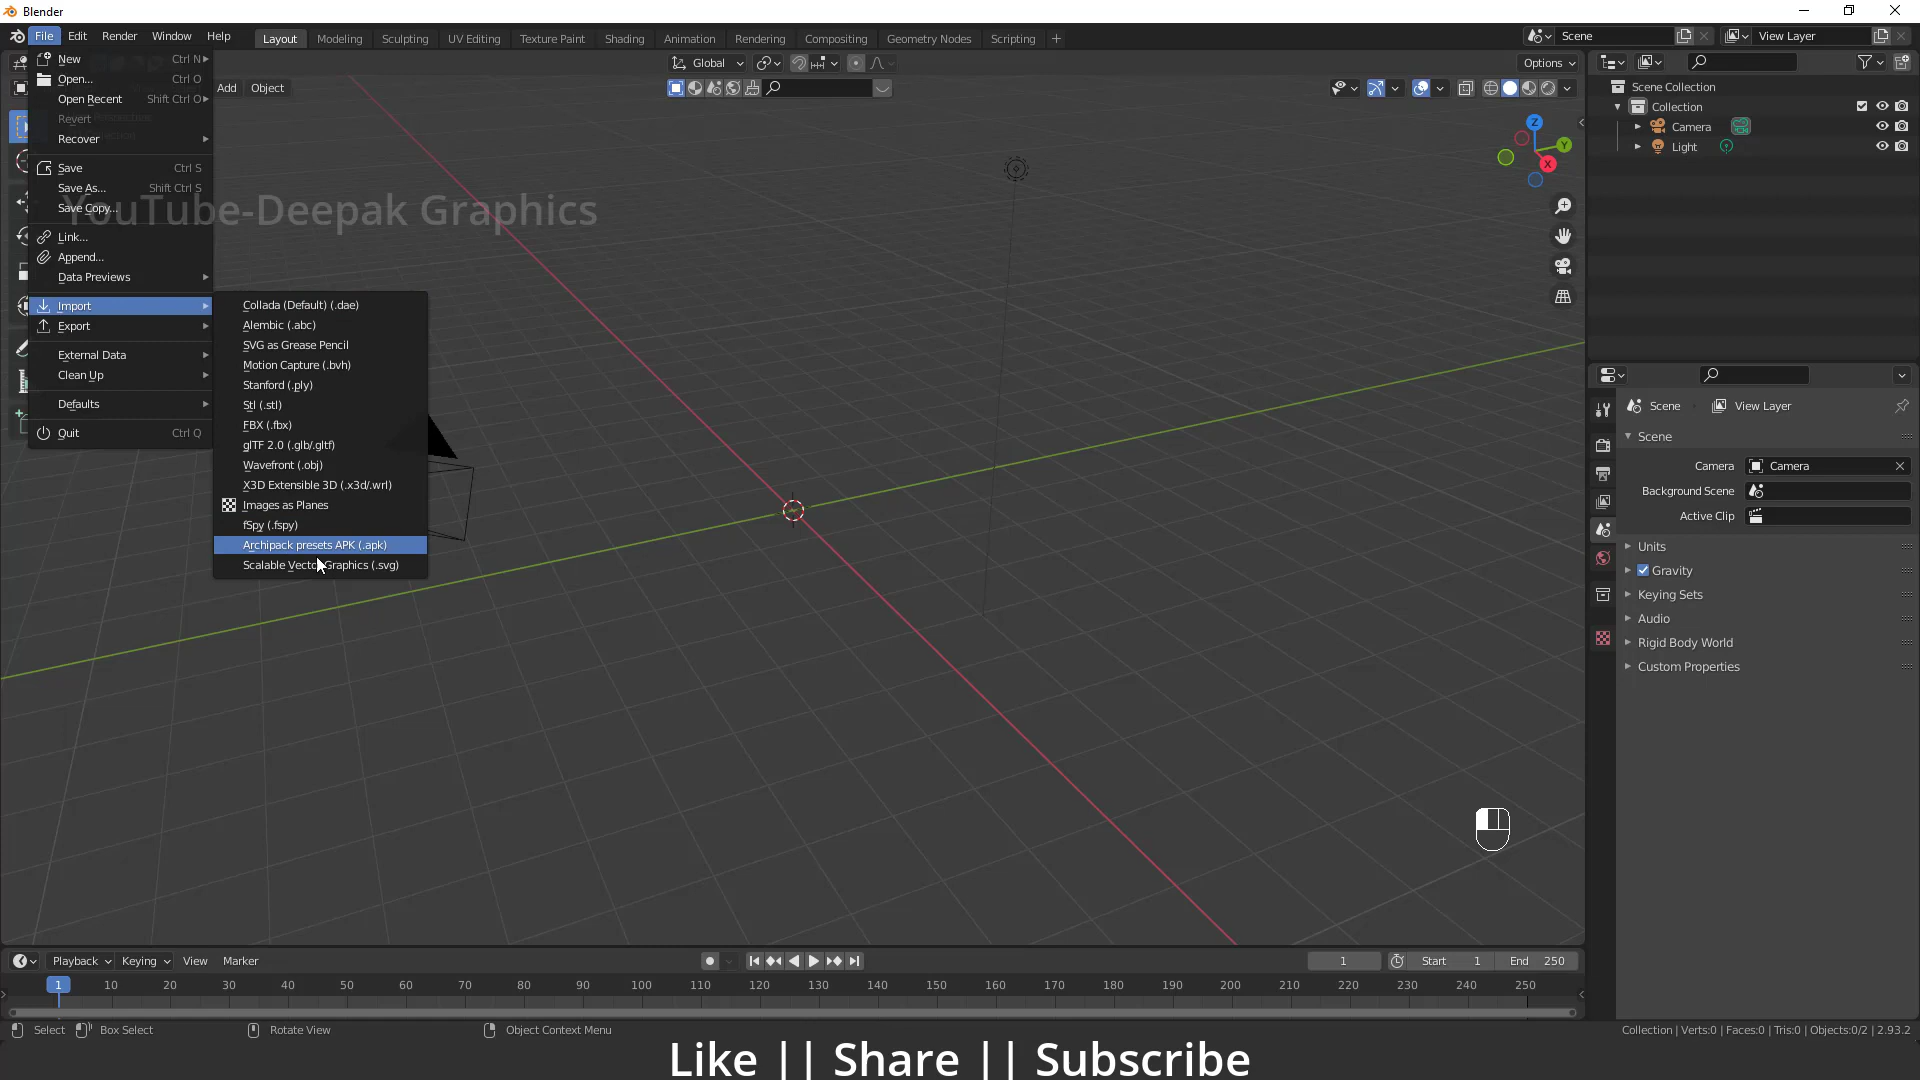 Blender
File Edit Render Window Help Layout Modeling Sculpting UV Editing Texture Paint Shading Animation Rendering Compositing Geometry Nodes Scripting + Scene View Layer
New Ctrl N
Open... Ctrl O
Open Recent Shift Ctrl O
Revert
Recover
Save Ctrl S
Save As... Shift Ctrl S
Save Copy...
Link...
Append...
Data Previews
Import
Export
External Data
Clean Up
Defaults
Quit Ctrl Q
Add Object
Global
Options
YouTube-Deepak Graphics
Collada (Default) (.dae)
Alembic (.abc)
SVG as Grease Pencil
Motion Capture (.bvh)
Stanford (.ply)
Stl (.stl)
FBX (.fbx)
glTF 2.0 (.glb/.gltf)
Wavefront (.obj)
X3D Extensible 3D (.x3d/.wrl)
Images as Planes
fSpy (.fspy)
Archipack presets APK (.apk)
Scalable Vector Graphics (.svg)
Z
Y
X
Scene Collection
Collection
Camera
Light
Scene View Layer
Scene
Camera Camera
Background Scene
Active Clip
Units
Gravity
Keying Sets
Audio
Rigid Body World
Custom Properties
Playback Keying View Marker 1 Start 1 End 250
1 10 20 30 40 50 60 70 80 90 100 110 120 130 140 150 160 170 180 190 200 210 220 230 240 250
Select Box Select Rotate View Object Context Menu Collection | Verts:0 | Faces:0 | Tris:0 | Objects:0/2 | 2.93.2
Like || Share || Subscribe